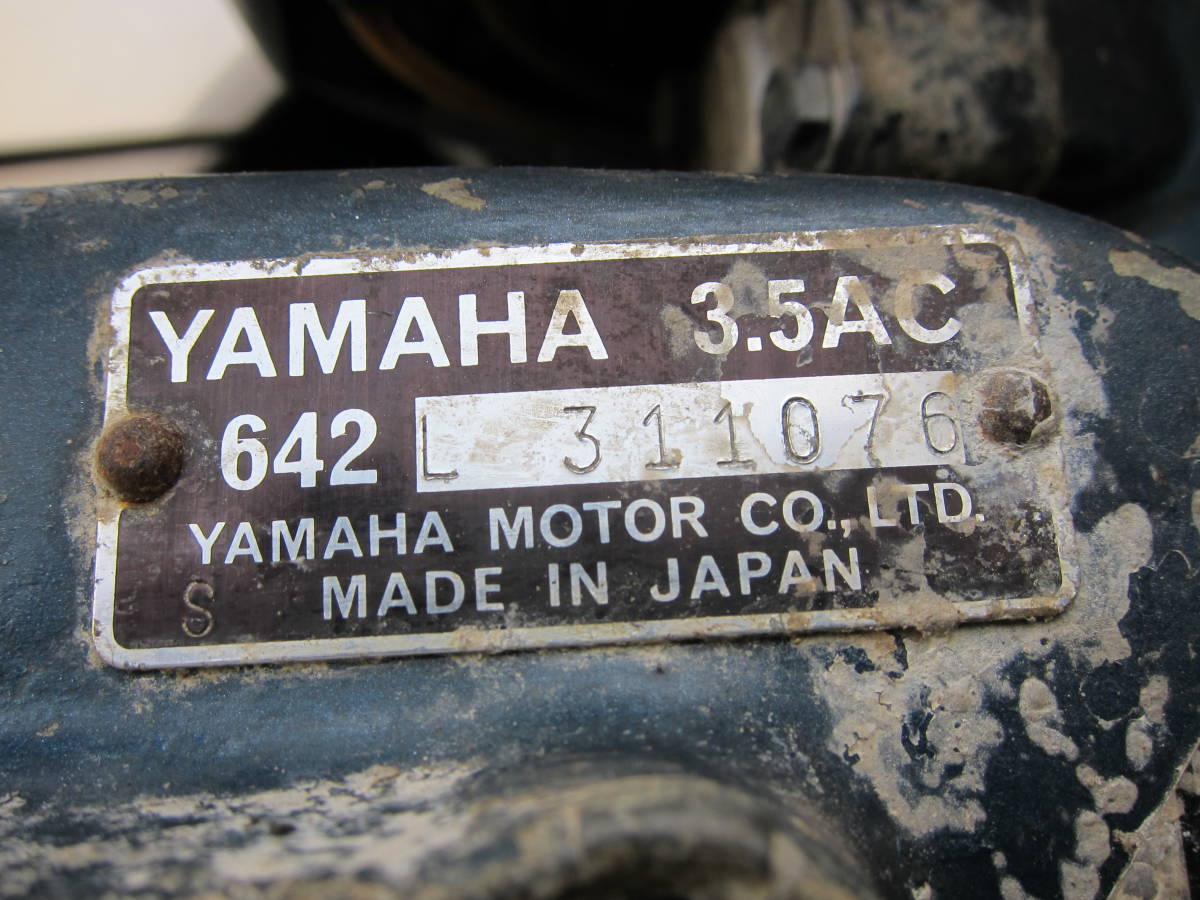 YAMAHA 3.5AC
642 L 311076
YAMAHA MOTOR CO., LTD.
MADE IN JAPAN
S